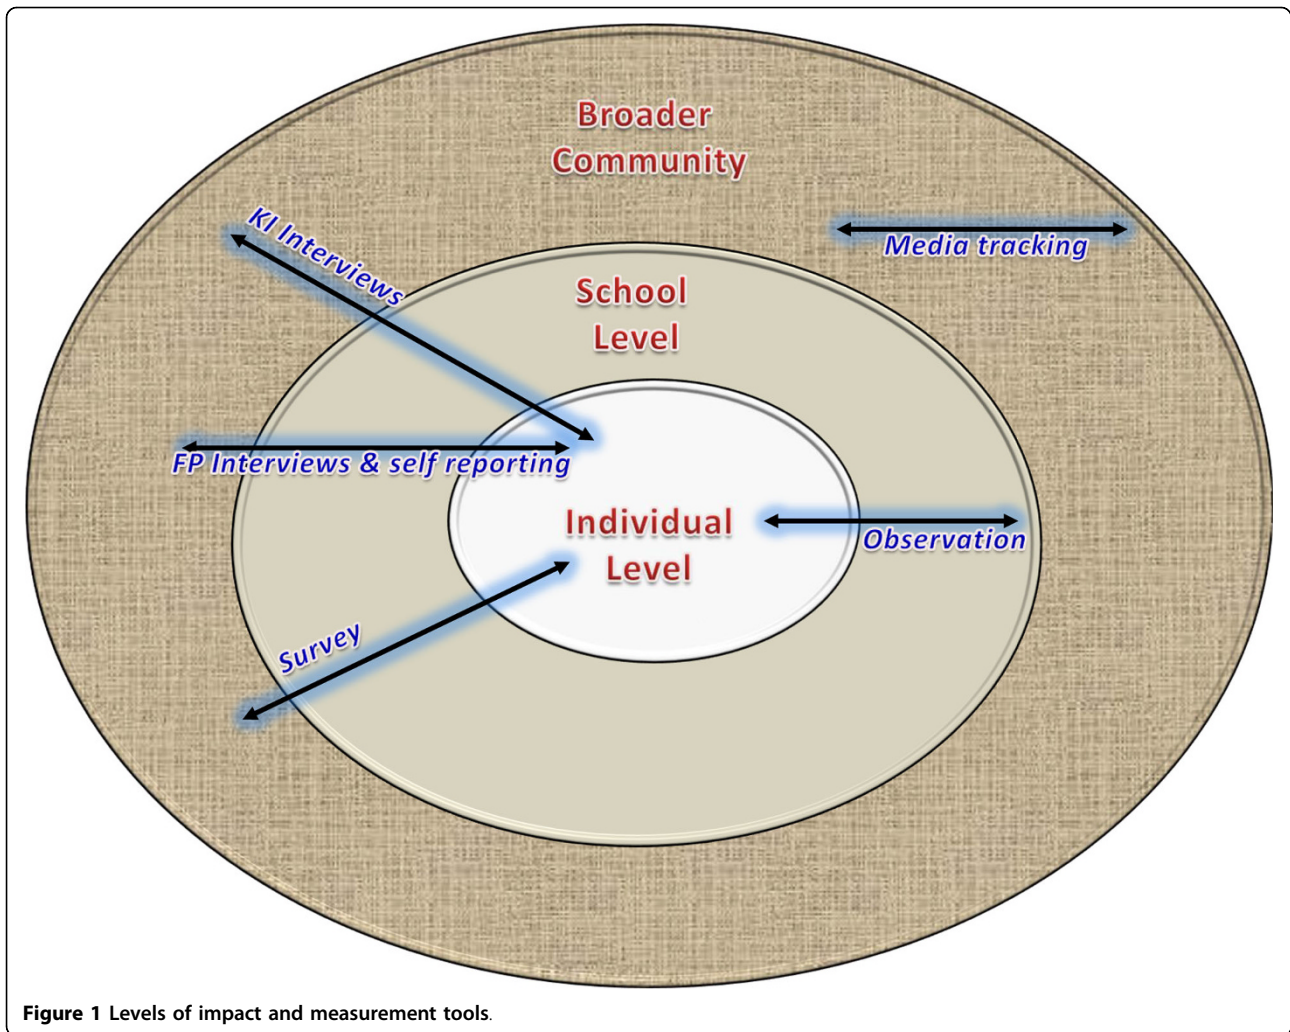 Broader
Community
KI Interviews
Media tracking
School
Level
FP Interviews & self reporting
Individual
Level
Observation
Survey
Figure 1 Levels of impact and measurement tools.